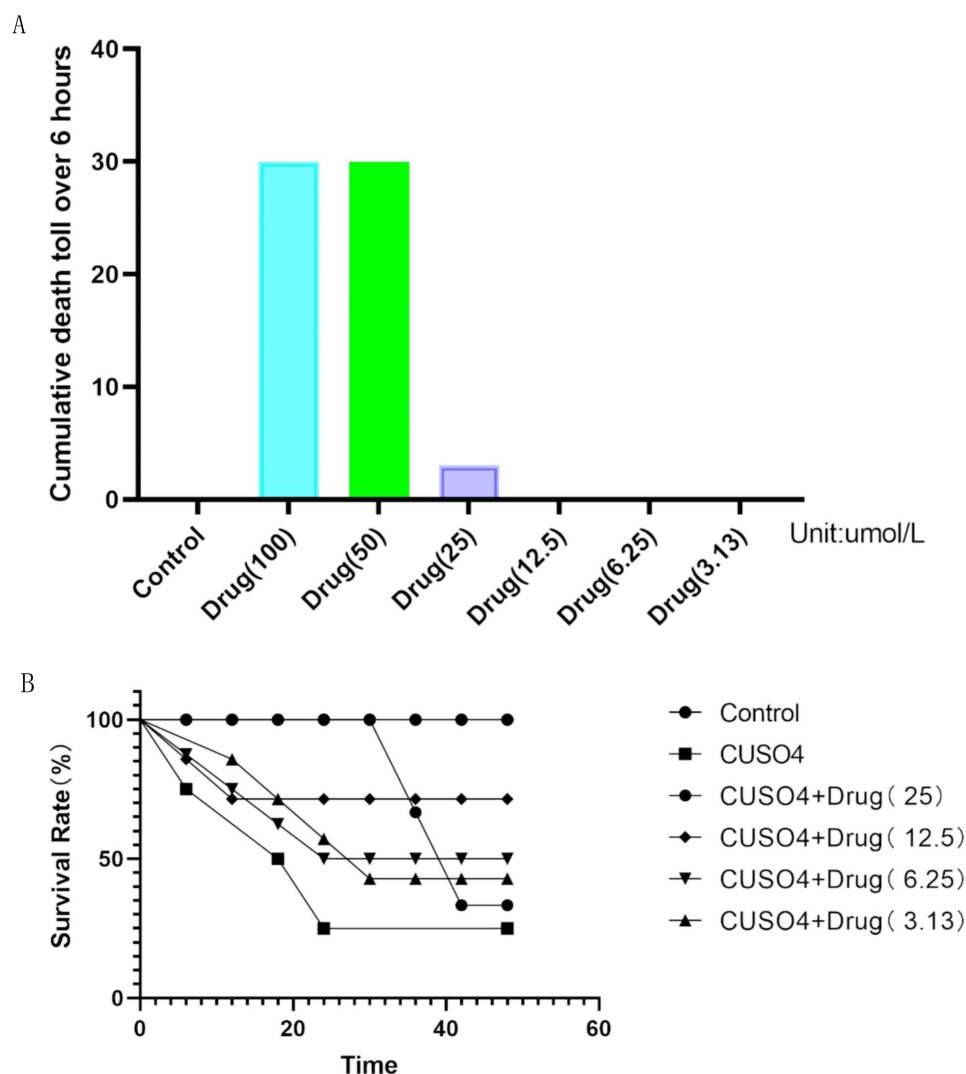 A
Cumulative death toll over 6 hours
40
30
20
10
0
Control
Drug(100)
Drug(50)
Drug(25)
Drug(12.5)
Drug(6.25)
Drug(3.13)
Unit:umol/L
B
Survival Rate(%)
100
50
0
0
20
40
60
Time
Control
CUSO4
CUSO4+Drug( 25)
CUSO4+Drug( 12.5)
CUSO4+Drug( 6.25)
CUSO4+Drug( 3.13)